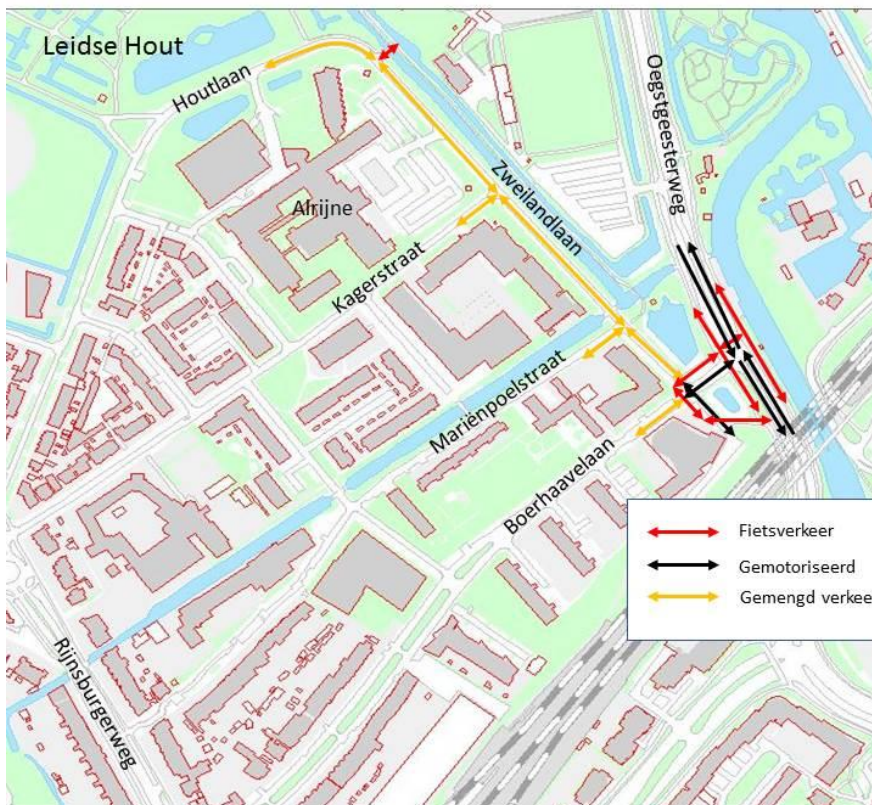 Leidse Hout
Houtlaan
Oegstgeesterweg
Zweilandlaan
Alrijne
Kagerstraat
Mariënpoelstraat
Boerhaavelaan
Rijnsburgerweg
Fietsverkeer
Gemotoriseerd
Gemengd verkee